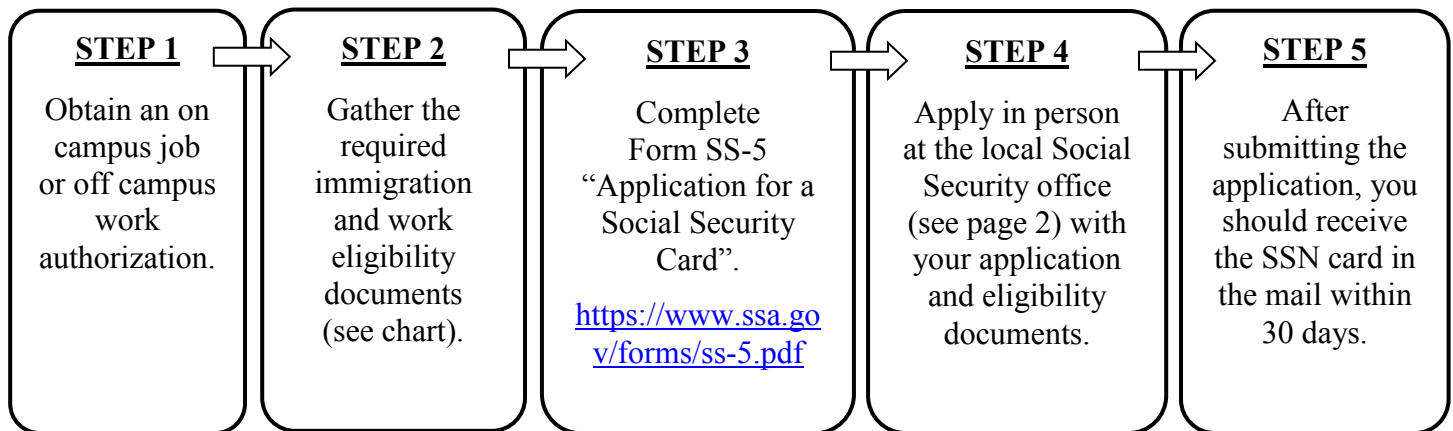 STEP 1
Obtain an on
campus job
or off campus
work
authorization.
STEP 2
Gather the
required
immigration
and work
eligibility
documents
(see chart).
STEP 3
Complete
Form SS-5
“Application for a
Social Security
Card”.
https://www.ssa.go
v/forms/ss-5.pdf
STEP 4
Apply in person
at the local Social
Security office
(see page 2) with
your application
and eligibility
documents.
STEP 5
After
submitting the
application, you
should receive
the SSN card in
the mail within
30 days.